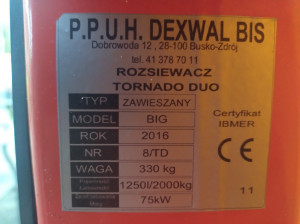 P.P.U.H. DEXWAL BIS
Dobrowoda 12 , 28-100 Busko-Zdrój
tel. 41 378 70 11
ROZSIEWACZ
TORNADO DUO
TYP ZAWIESZANY
MODEL BIG
ROK 2016
NR 8/TD
WAGA 330 kg
1250l/2000kg
75kW
Certyfikat
IBMER
CE
11